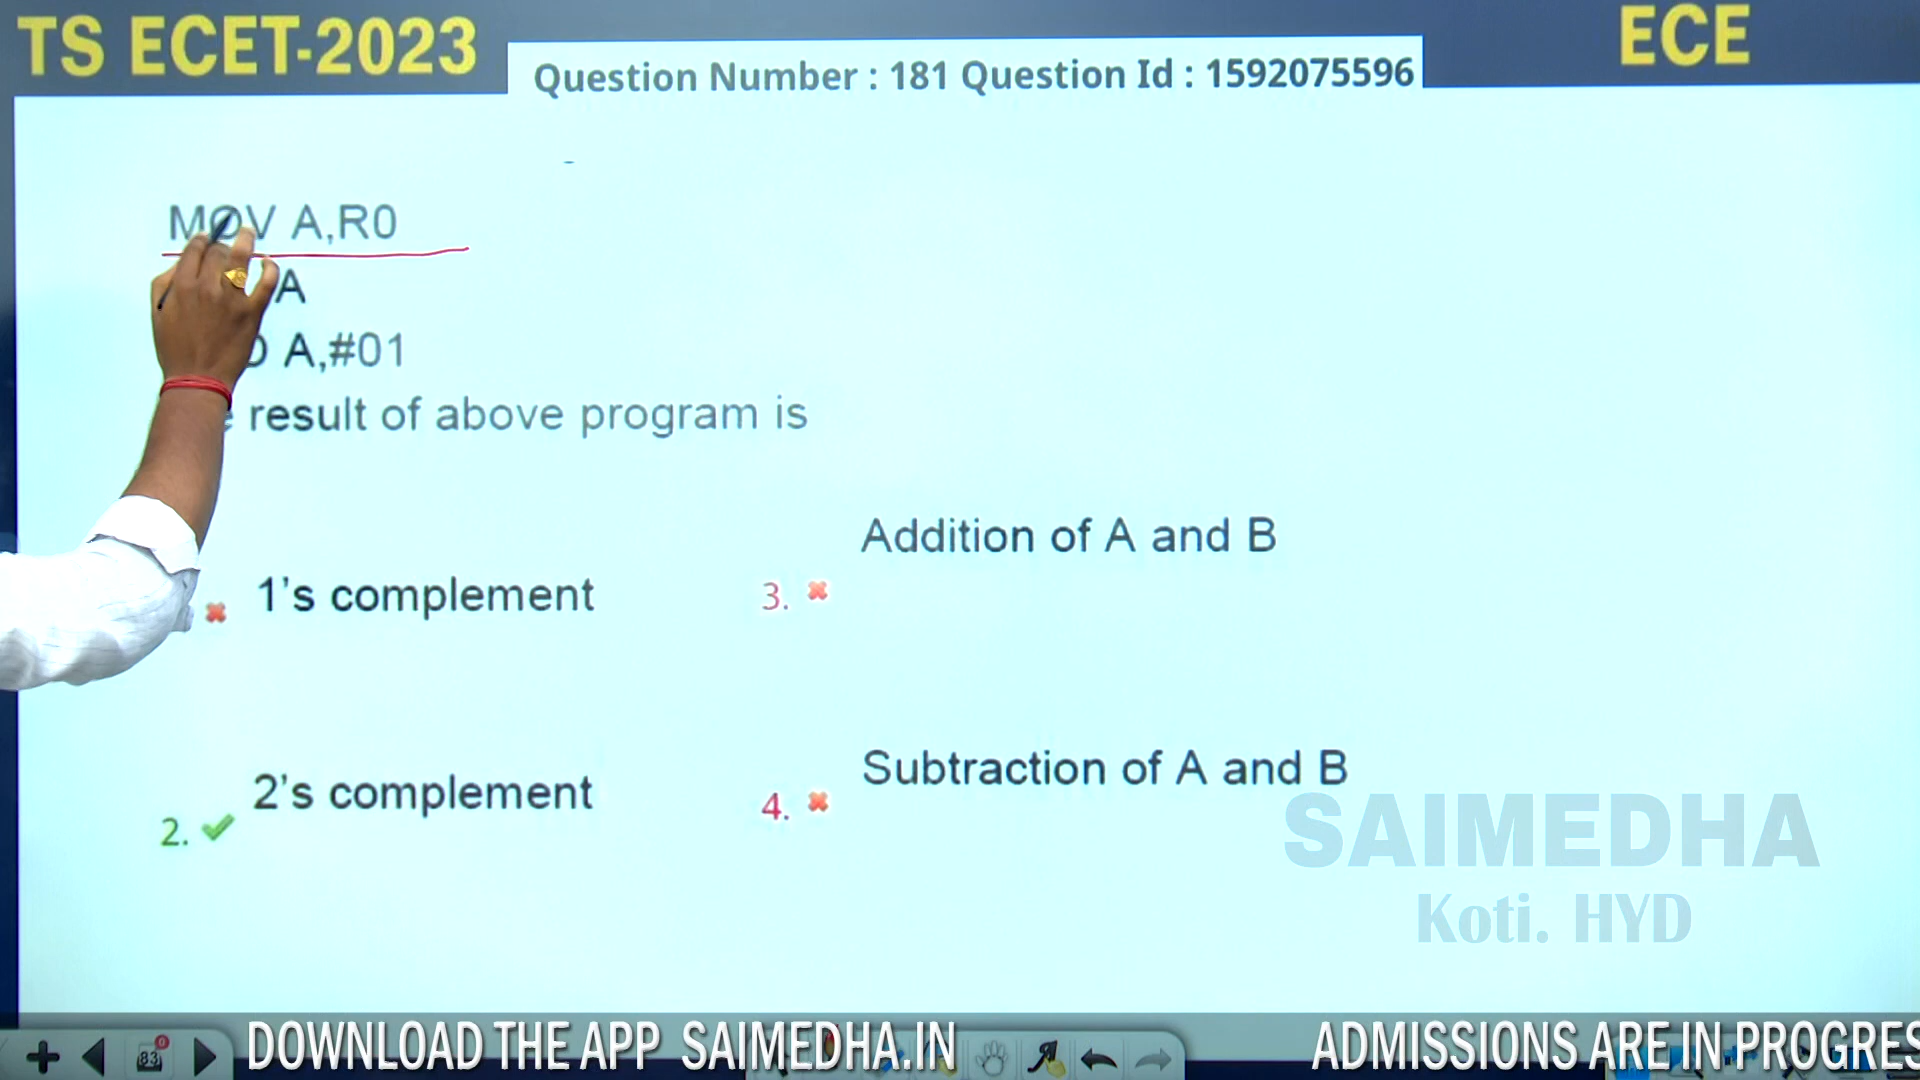 TS ECET-2023
ECE
Question Number : 181 Question Id : 1592075596
MOV A,R0
A
A,#01
result of above program is
1's complement
2. 2's complement
3. Addition of A and B
4. Subtraction of A and B
SAIMEDHA
Koti. HYD
0
83
DOWNLOAD THE APP SAIMEDHA.IN
ADMISSIONS ARE IN PROGRES